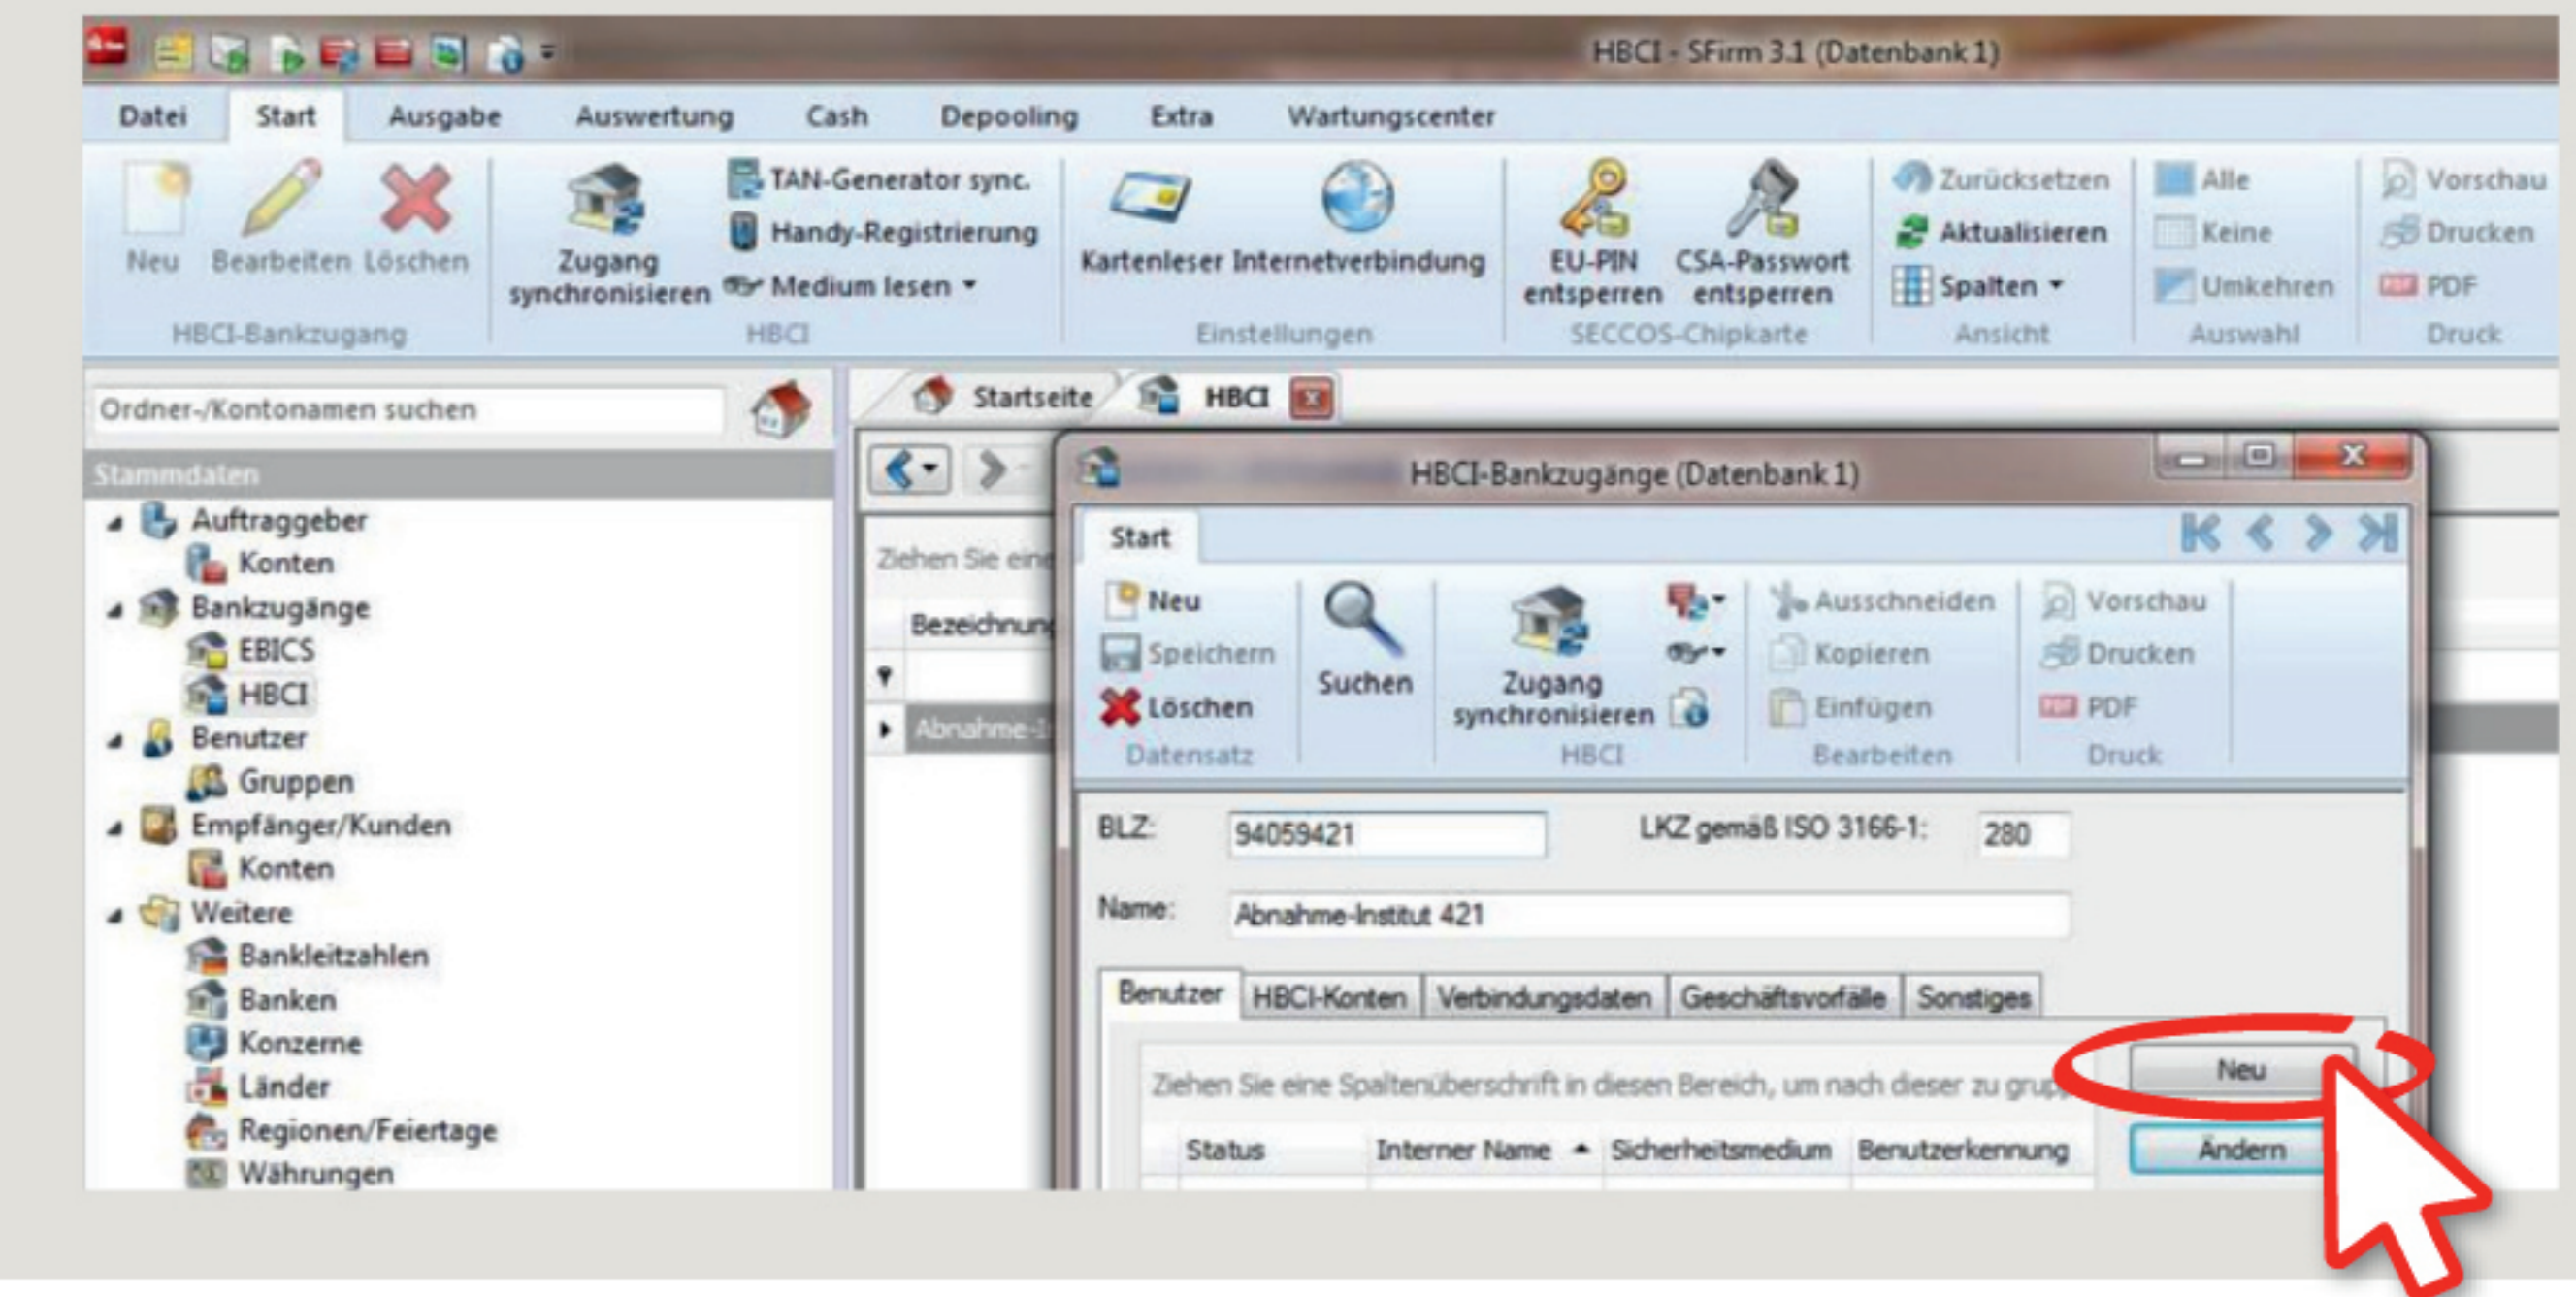 HBCI - SFirm 3.1 (Datenbank 1)
Datei Start Ausgabe Auswertung Cash Depooling Extra Wartungscenter
Neu Bearbeiten Löschen
HBCI-Bankzugang
Zugang synchronisieren
TAN-Generator sync.
Handy-Registrierung
Medium lesen
HBCI
Kartenleser Internetverbindung
Einstellungen
EU-PIN entsperren
CSA-Passwort entsperren
SECCOS-Chipkarte
Zurücksetzen
Aktualisieren
Spalten
Ansicht
Alle
Keine
Umkehren
Auswahl
Vorschau
Drucken
PDF
Druck
Ordner-/Kontonamen suchen
Stammdaten
Auftraggeber
Konten
Bankzugänge
EBICS
HBCI
Benutzer
Gruppen
Empfänger/Kunden
Konten
Weitere
Bankleitzahlen
Banken
Konzerne
Länder
Regionen/Feiertage
Währungen
Startseite HBCI
Ziehen Sie eine
Bezeichnung
Abnahme-I
HBCI-Bankzugänge (Datenbank 1)
Start
Neu
Speichern
Löschen
Datensatz
Suchen
Zugang
synchronisieren
HBCI
Ausschneiden
Kopieren
Einfügen
Bearbeiten
Vorschau
Drucken
PDF
Druck
BLZ: 94059421 LKZ gemäß ISO 3166-1: 280
Name: Abnahme-Institut 421
Benutzer HBCI-Konten Verbindungsdaten Geschäftsvorfälle Sonstiges
Ziehen Sie eine Spaltenüberschrift in diesen Bereich, um nach dieser zu grupp
Neu
Status Interner Name Sicherheitsmedium Benutzerkennung
Ändern